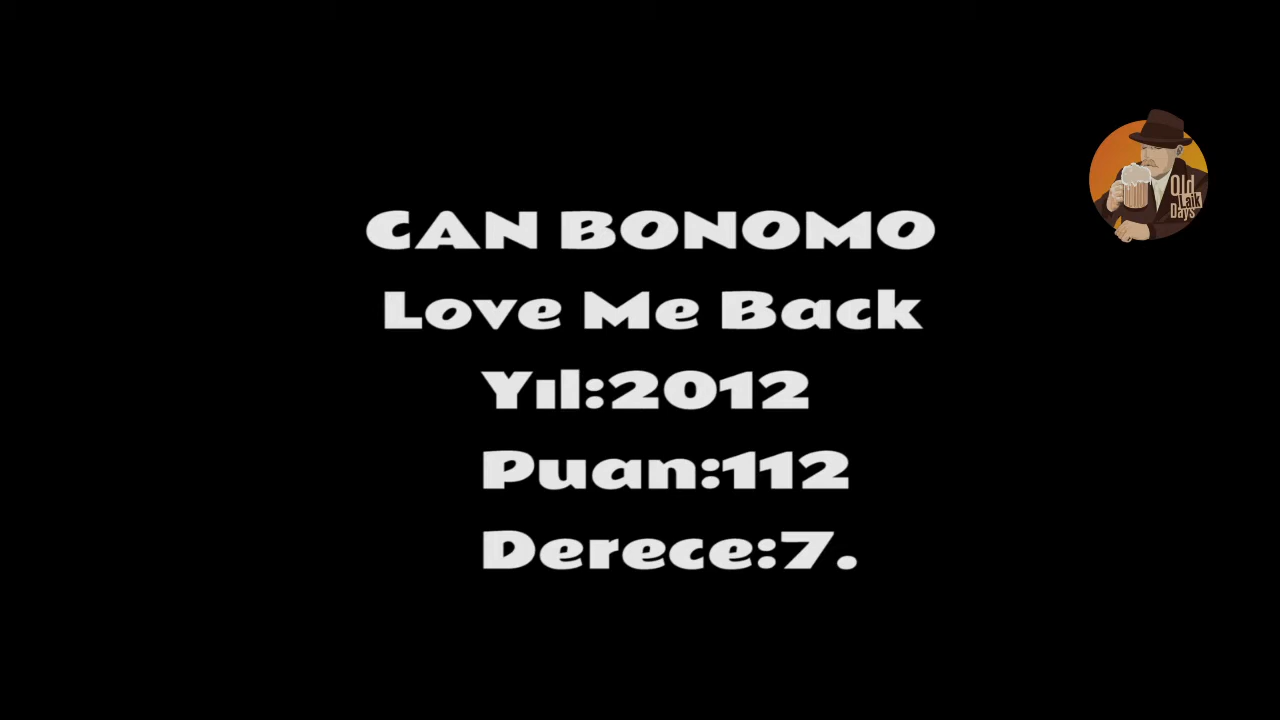 CAN BONOMO
Love Me Back
Yıl:2012
Puan:112
Derece:7.
Old
Laik
Days